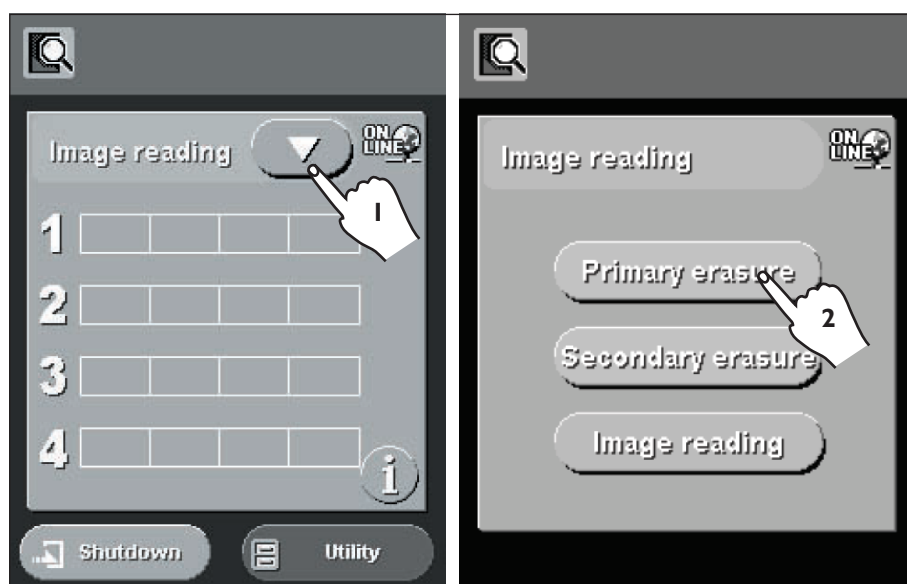 Image reading
ON
LINE
1
1
2
3
4
i
Shutdown
Utility
Image reading
ON
LINE
Primary erasure
2
Secondary erasure
Image reading